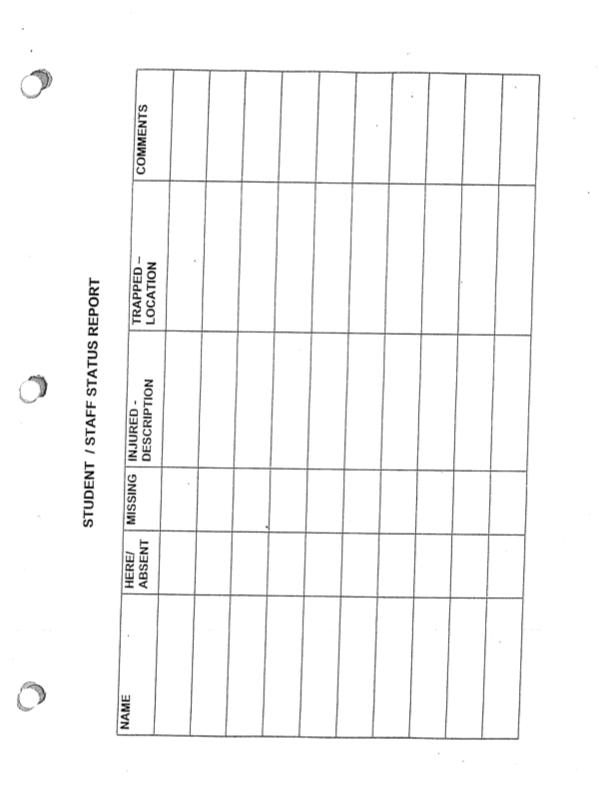 STUDENT / STAFF STATUS REPORT
NAME
HERE/
ABSENT
MISSING
INJURED -
DESCRIPTION
TRAPPED –
LOCATION
COMMENTS